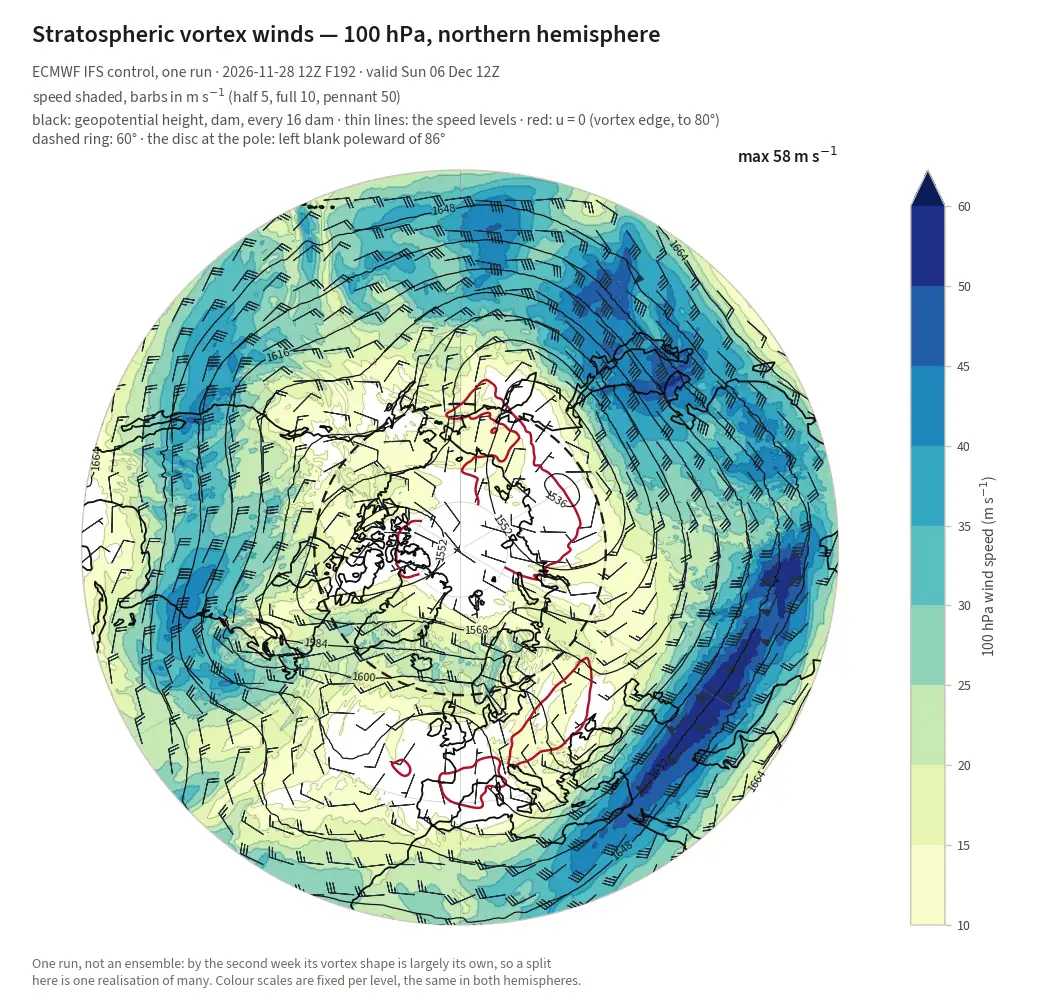 Stratospheric vortex winds — 100 hPa, northern hemisphere
ECMWF IFS control, one run · 2026-11-28 12Z F192 · valid Sun 06 Dec 12Z
speed shaded, barbs in m s⁻¹ (half 5, full 10, pennant 50)
black: geopotential height, dam, every 16 dam · thin lines: the speed levels · red: u = 0 (vortex edge, to 80°)
dashed ring: 60° · the disc at the pole: left blank poleward of 86°
max 58 m s⁻¹
1648
1664
1616
1664
1536
1552
1552
1568
1584
1600
1632
1664
1648
60
50
45
40
35
30
25
20
15
10
100 hPa wind speed (m s⁻¹)
One run, not an ensemble: by the second week its vortex shape is largely its own, so a split
here is one realisation of many. Colour scales are fixed per level, the same in both hemispheres.